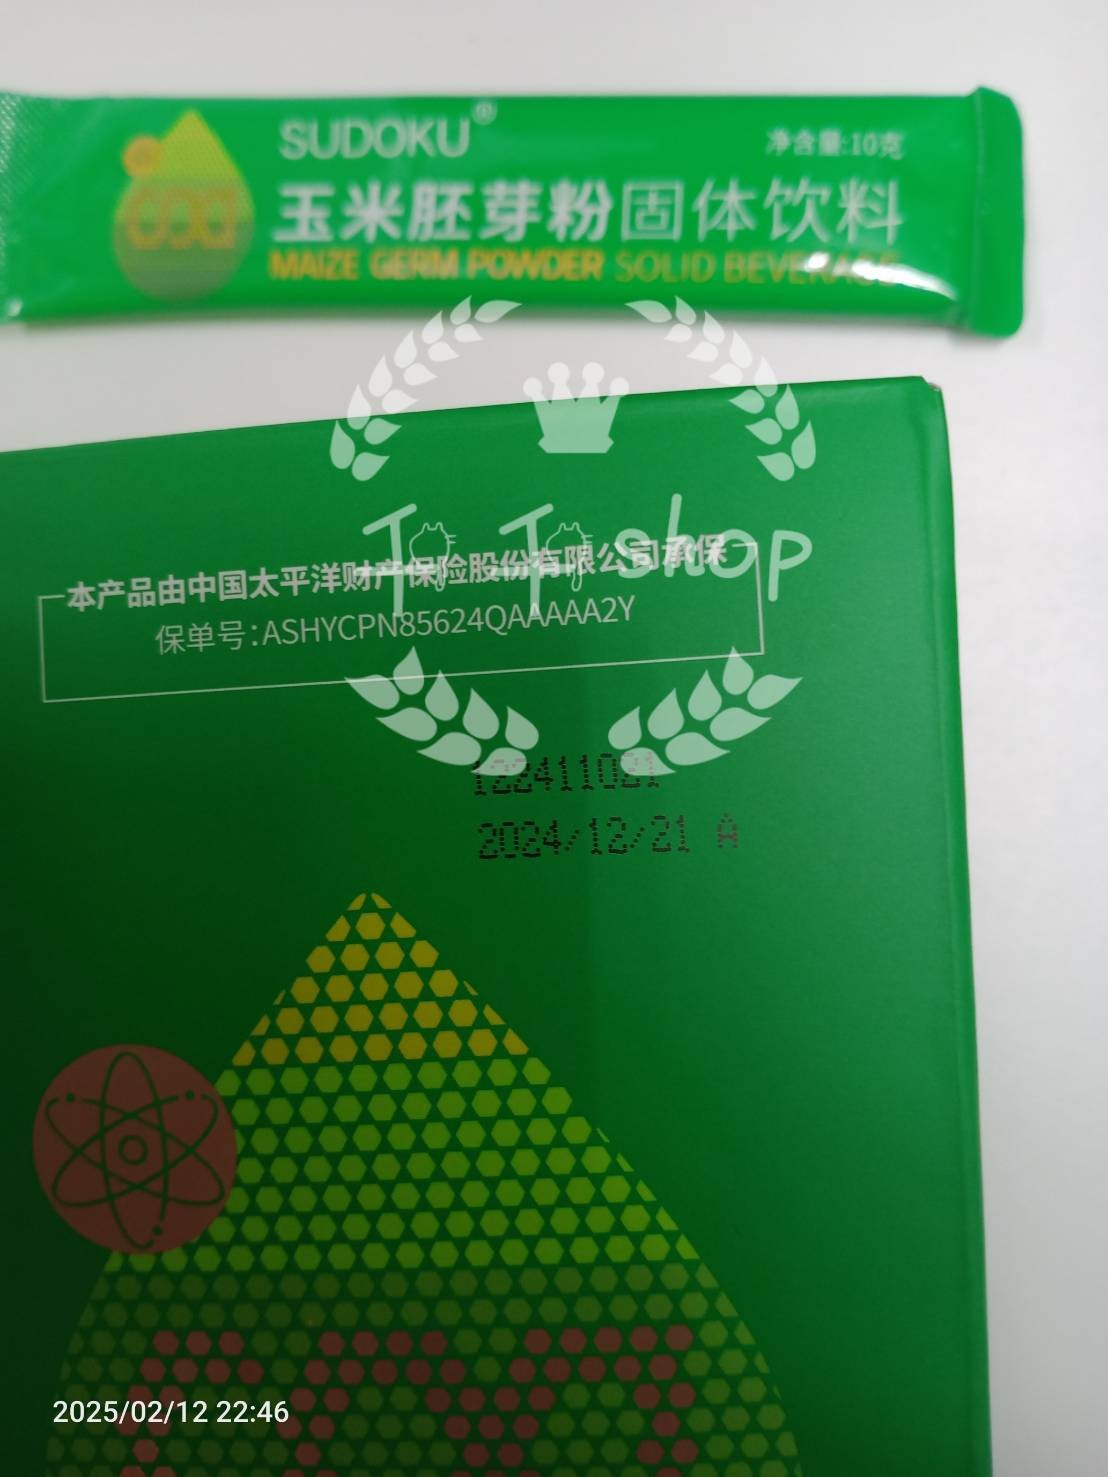 SUDOKU®
净含量:10克
玉米胚芽粉固体饮料
MAIZE GERM POWDER SOLID BEVERAGE
TT shop
本产品由中国太平洋财产保险股份有限公司承保
保单号:ASHYCPN85624QAAAAA2Y
122411021
2024/12/21 A
2025/02/12 22:46